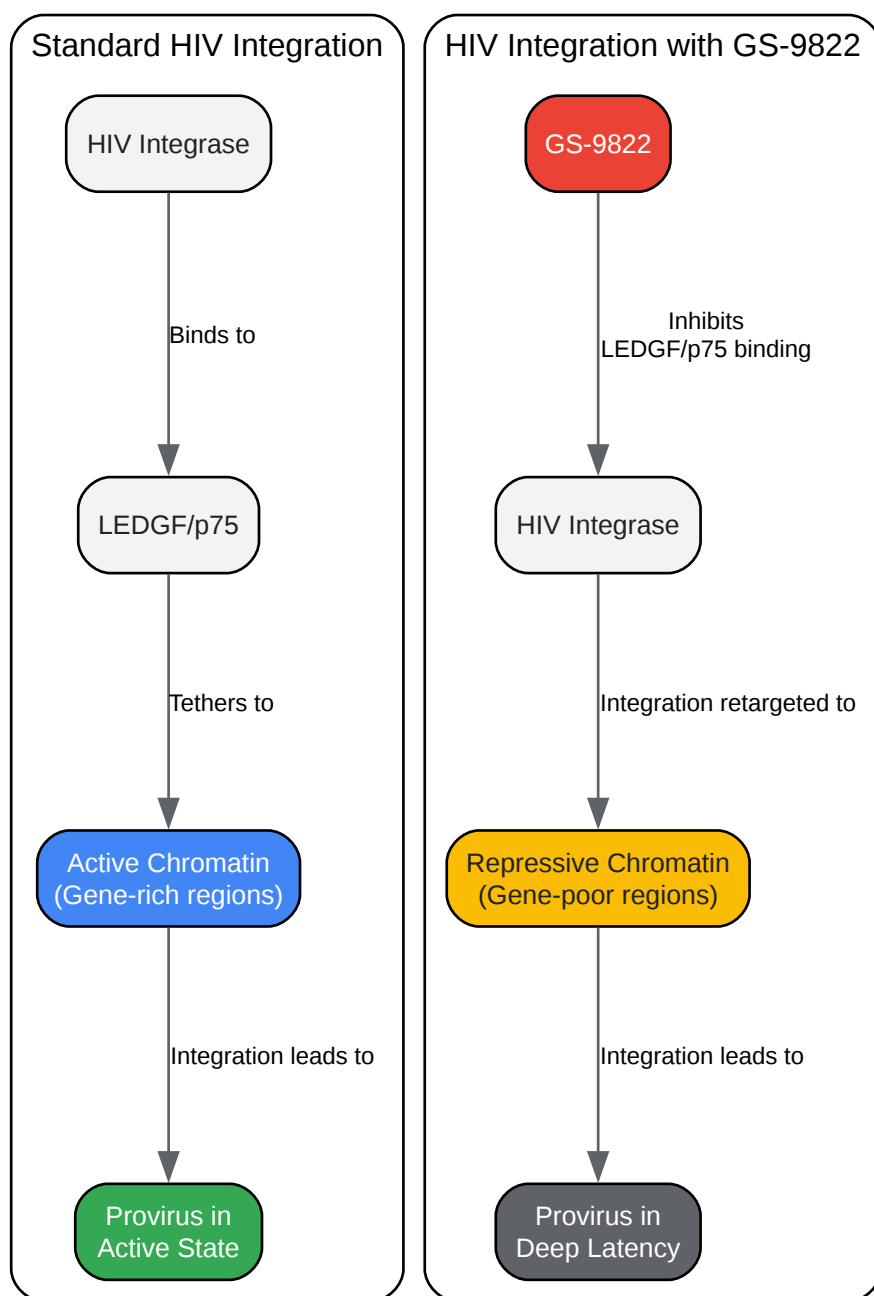 Standard HIV Integration
HIV Integrase
Binds to
LEDGF/p75
Tethers to
Active Chromatin
(Gene-rich regions)
Integration leads to
Provirus in
Active State
HIV Integration with GS-9822
GS-9822
Inhibits
LEDGF/p75 binding
HIV Integrase
Integration retargeted to
Repressive Chromatin
(Gene-poor regions)
Integration leads to
Provirus in
Deep Latency